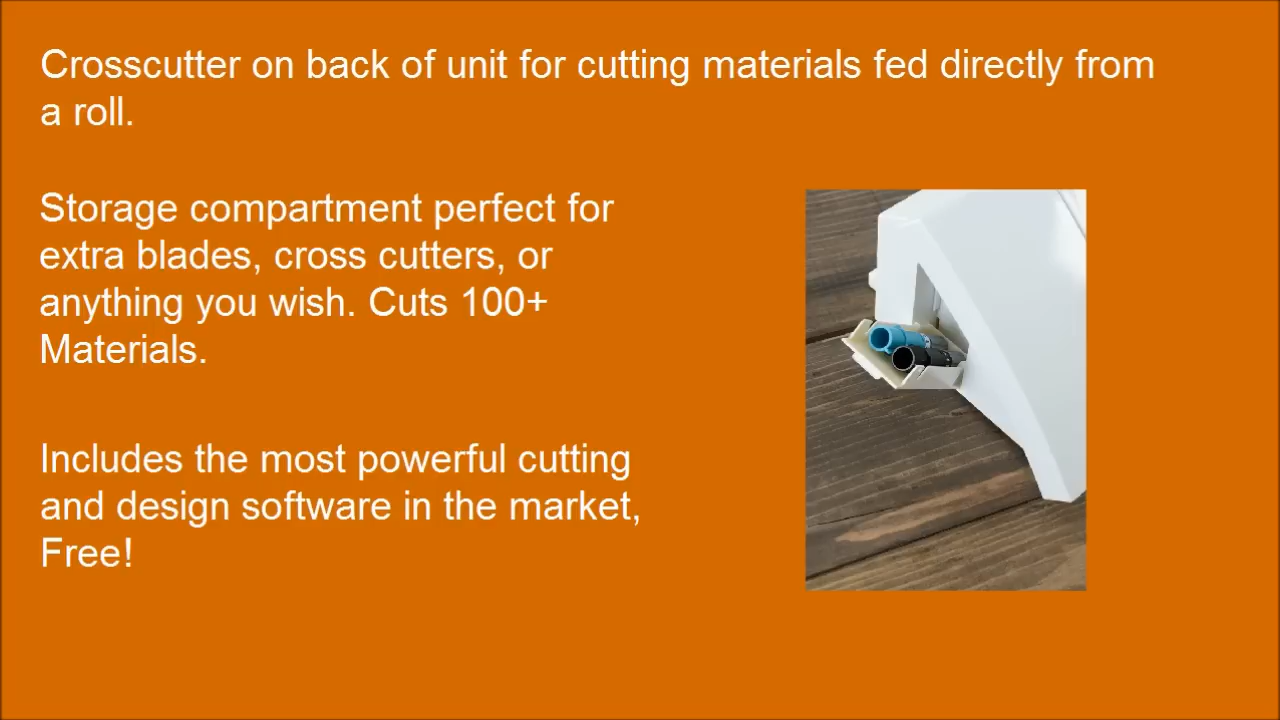 Crosscutter on back of unit for cutting materials fed directly from
a roll.
Storage compartment perfect for
extra blades, cross cutters, or
anything you wish. Cuts 100+
Materials.
Includes the most powerful cutting
and design software in the market,
Free!